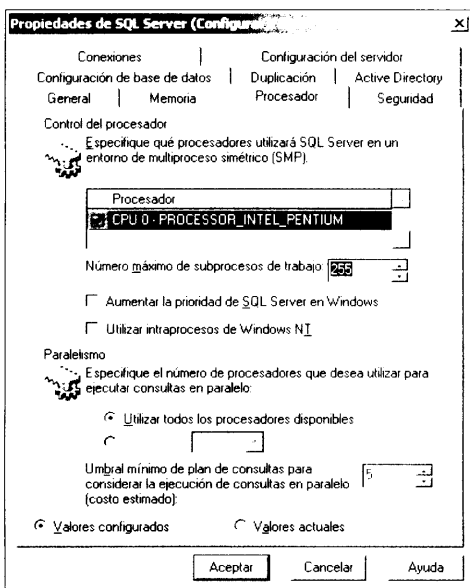 Propiedades de SQL Server (Configurar
Conexiones | Configuración del servidor
Configuración de base de datos | Duplicación | Active Directory
General | Memoria | Procesador | Seguridad
Control del procesador
Especifique qué procesadores utilizará SQL Server en un
entorno de multiproceso simétrico (SMP).
Procesador
CPU 0 - PROCESSOR_INTEL_PENTIUM
Número máximo de subprocesos de trabajo: 255
Aumentar la prioridad de SQL Server en Windows
Utilizar intraprocesos de Windows NT
Paralelismo
Especifique el número de procesadores que desea utilizar para
ejecutar consultas en paralelo:
Utilizar todos los procesadores disponibles
Umbral mínimo de plan de consultas para
considerar la ejecución de consultas en paralelo
(costo estimado):
5
Valores configurados
Valores actuales
Aceptar
Cancelar
Ayuda